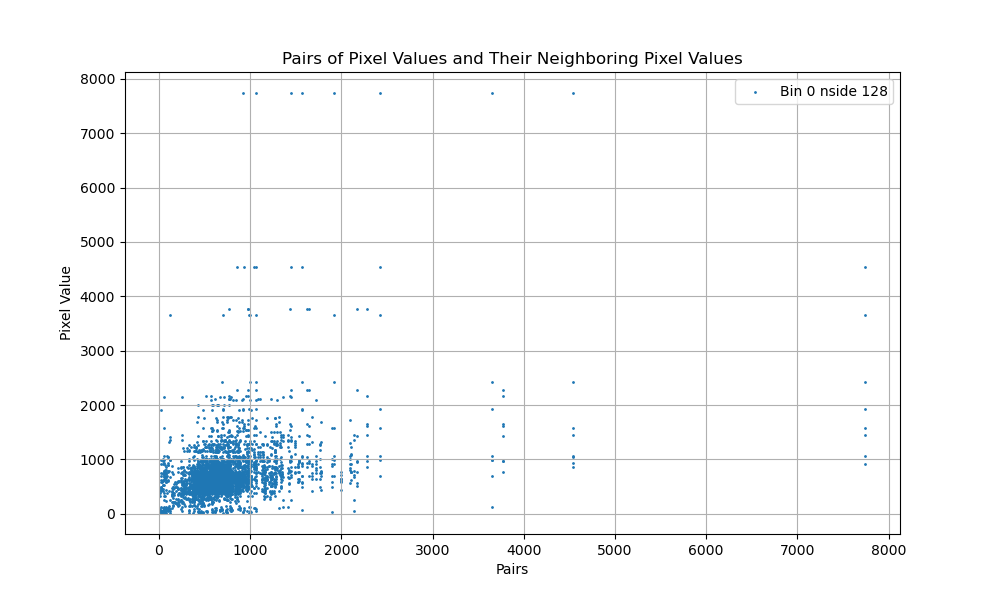 Pairs of Pixel Values and Their Neighboring Pixel Values
Bin 0 nside 128
8000
7000
6000
5000
4000
3000
2000
1000
0
Pixel Value
0 1000 2000 3000 4000 5000 6000 7000 8000
Pairs